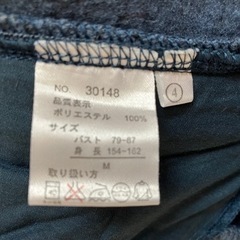 NO. 30148
品質表示
ポリエステル 100%
サイズ
バスト 79-87
身長 154-162
M
取り扱い方
④